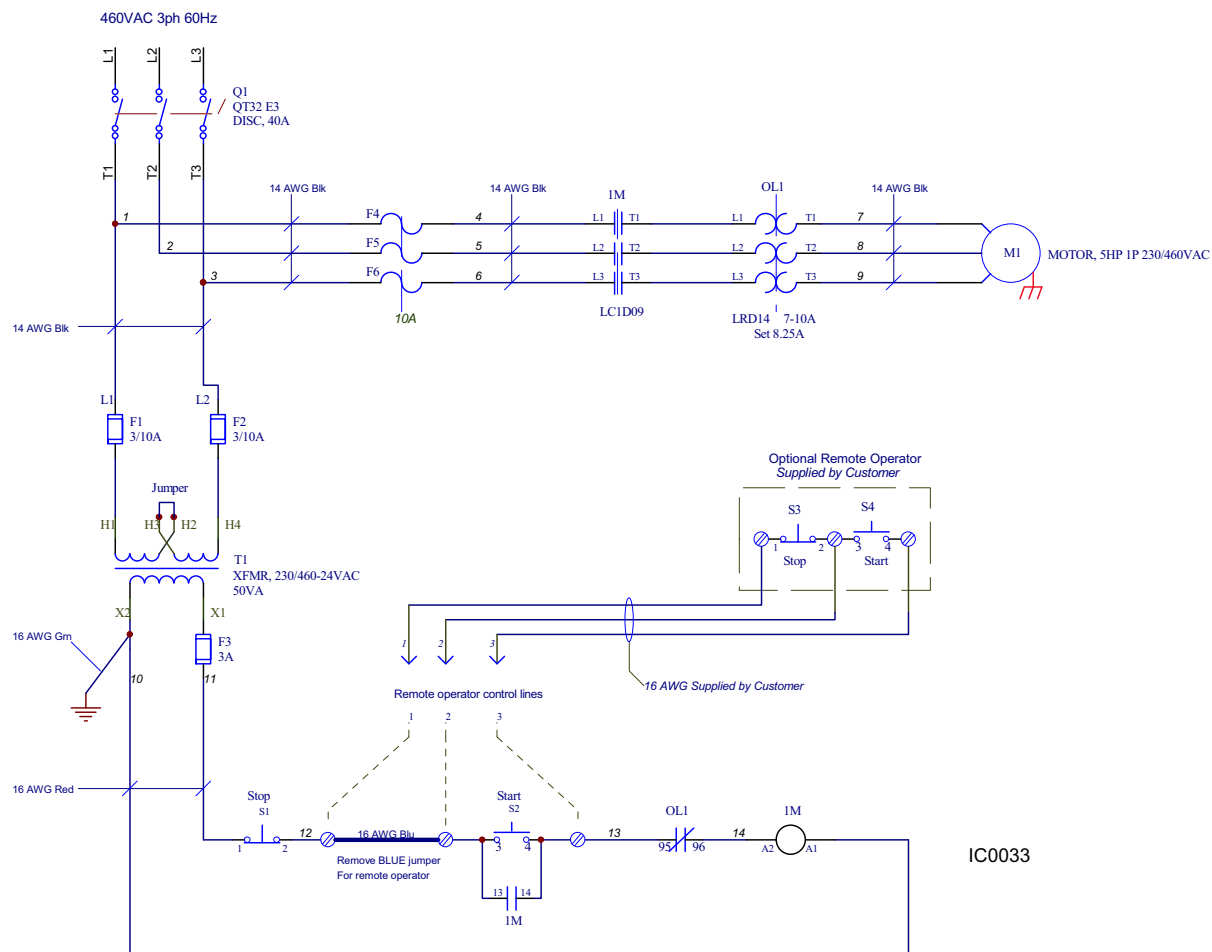 460VAC 3ph 60Hz
L1
L2
L3
Q1
QT32 E3
DISC, 40A
T1
T2
T3
14 AWG Blk
14 AWG Blk
1M
OL1
14 AWG Blk
1
F4
4
L1
T1
L1
T1
7
2
F5
5
L2
T2
L2
T2
8
M1
MOTOR, 5HP 1P 230/460VAC
3
F6
6
L3
T3
L3
T3
9
10A
LC1D09
LRD14 7-10A
Set 8.25A
14 AWG Blk
L1
L2
F1
3/10A
F2
3/10A
Optional Remote Operator
Supplied by Customer
Jumper
S3
S4
H1
H3
H2
H4
1
2
3
4
Stop
Start
T1
XFMR, 230/460-24VAC
50VA
X2
X1
16 AWG Grn
F3
3A
1
2
3
10
11
16 AWG Supplied by Customer
Remote operator control lines
1
2
3
16 AWG Red
Stop
S1
Start
S2
OL1
1M
12
16 AWG Blu
13
14
1
2
3
4
95
96
A2
A1
Remove BLUE jumper
For remote operator
IC0033
13
14
1M